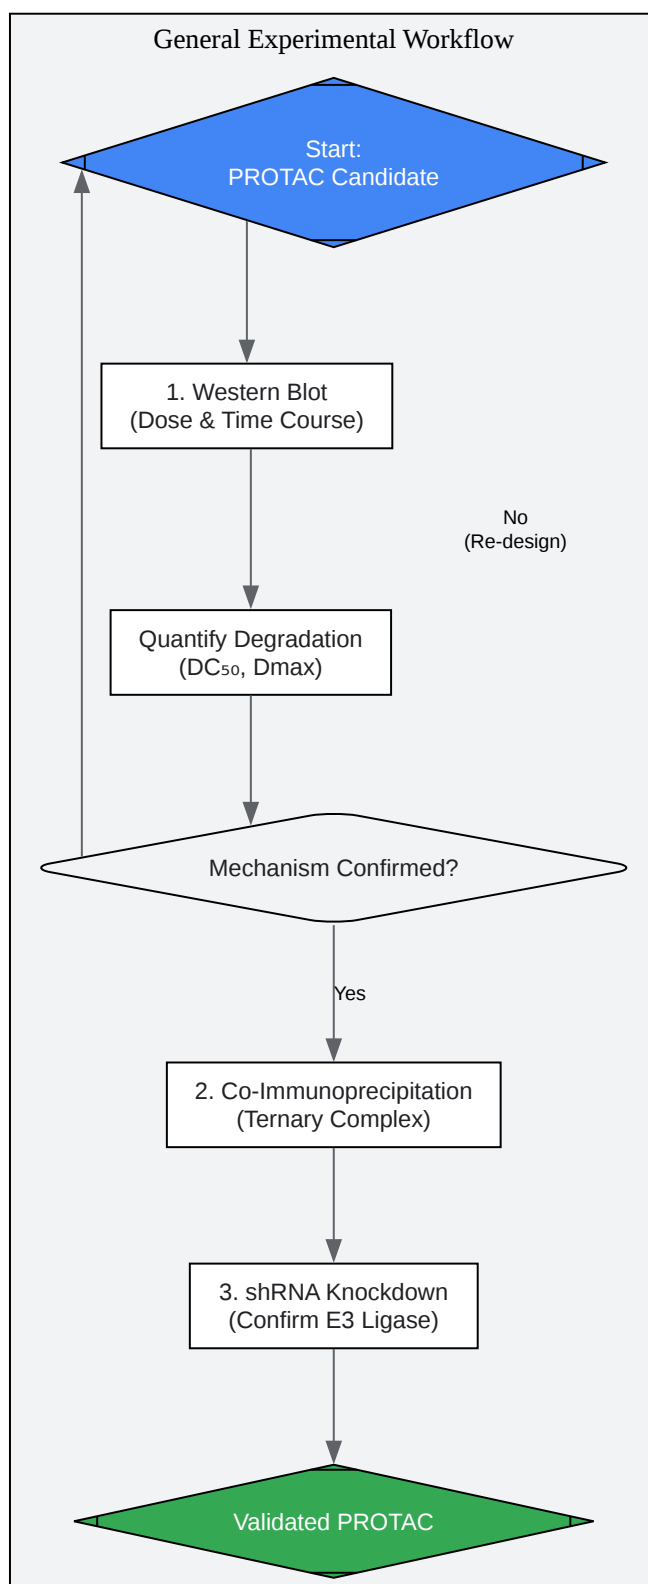 General Experimental Workflow
Start:
PROTAC Candidate
1. Western Blot
(Dose & Time Course)
No
(Re-design)
Quantify Degradation
(DC₅₀, Dmax)
Mechanism Confirmed?
Yes
2. Co-Immunoprecipitation
(Ternary Complex)
3. shRNA Knockdown
(Confirm E3 Ligase)
Validated PROTAC